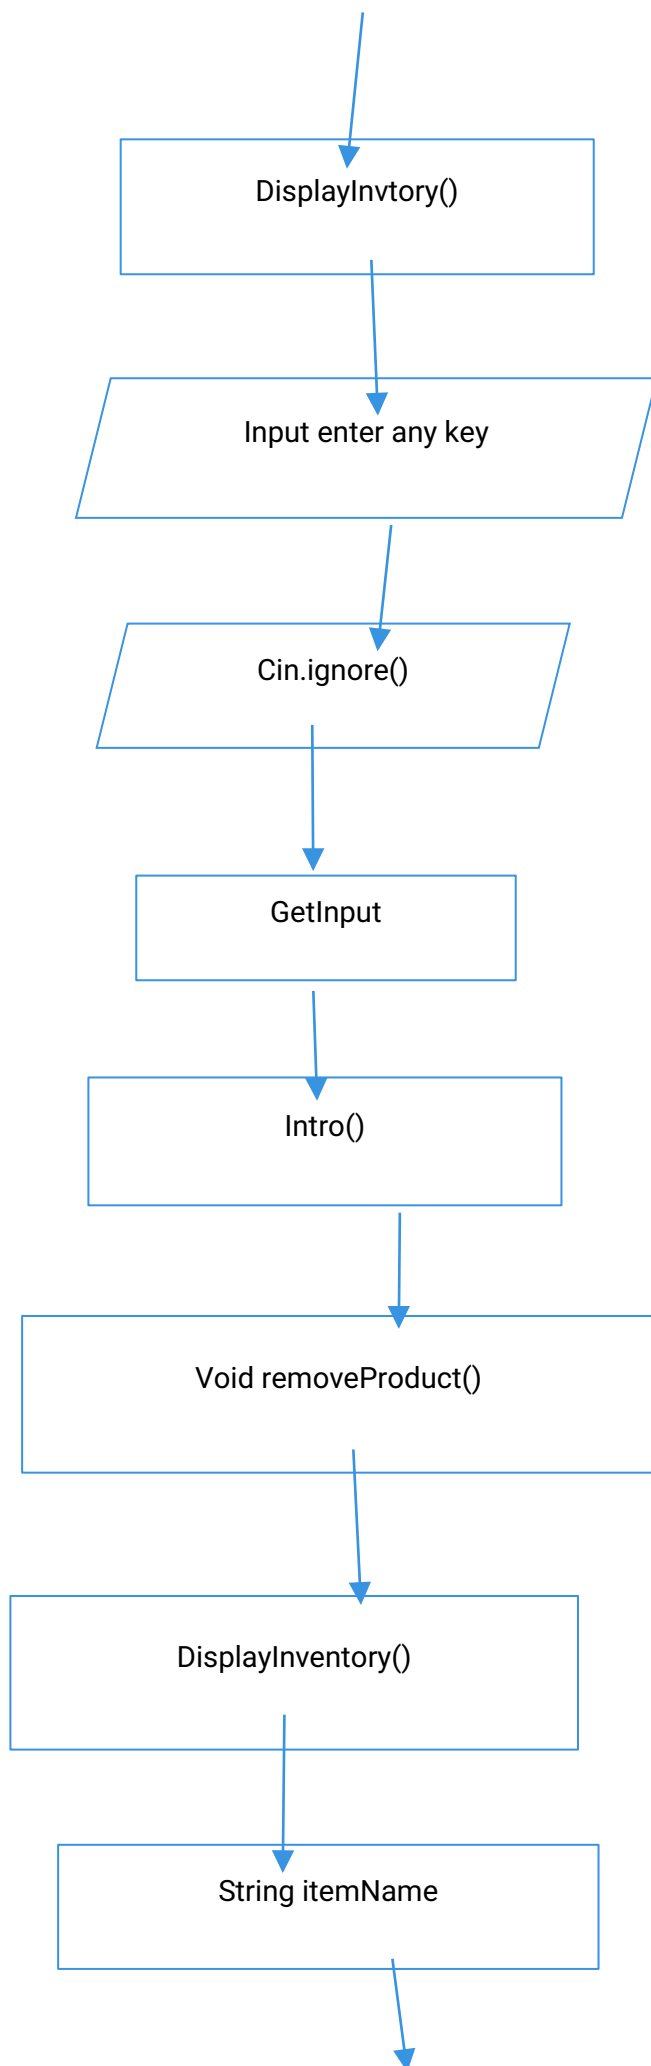 DisplayInvtory()
Input enter any key
Cin.ignore()
GetInput
Intro()
Void removeProduct()
DisplayInventory()
String itemName